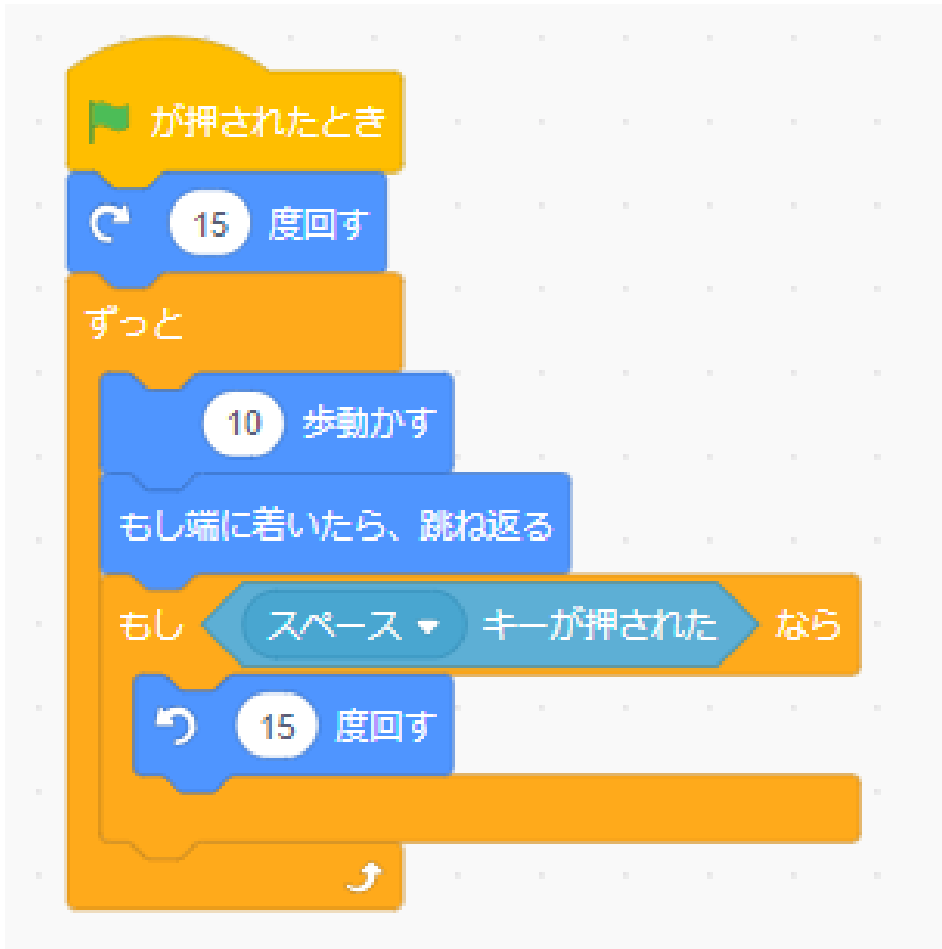 が押されたとき
15 度回す
ずっと
10 歩動かす
もし端に着いたら、跳ね返る
もし スペース キーが押された なら
15 度回す